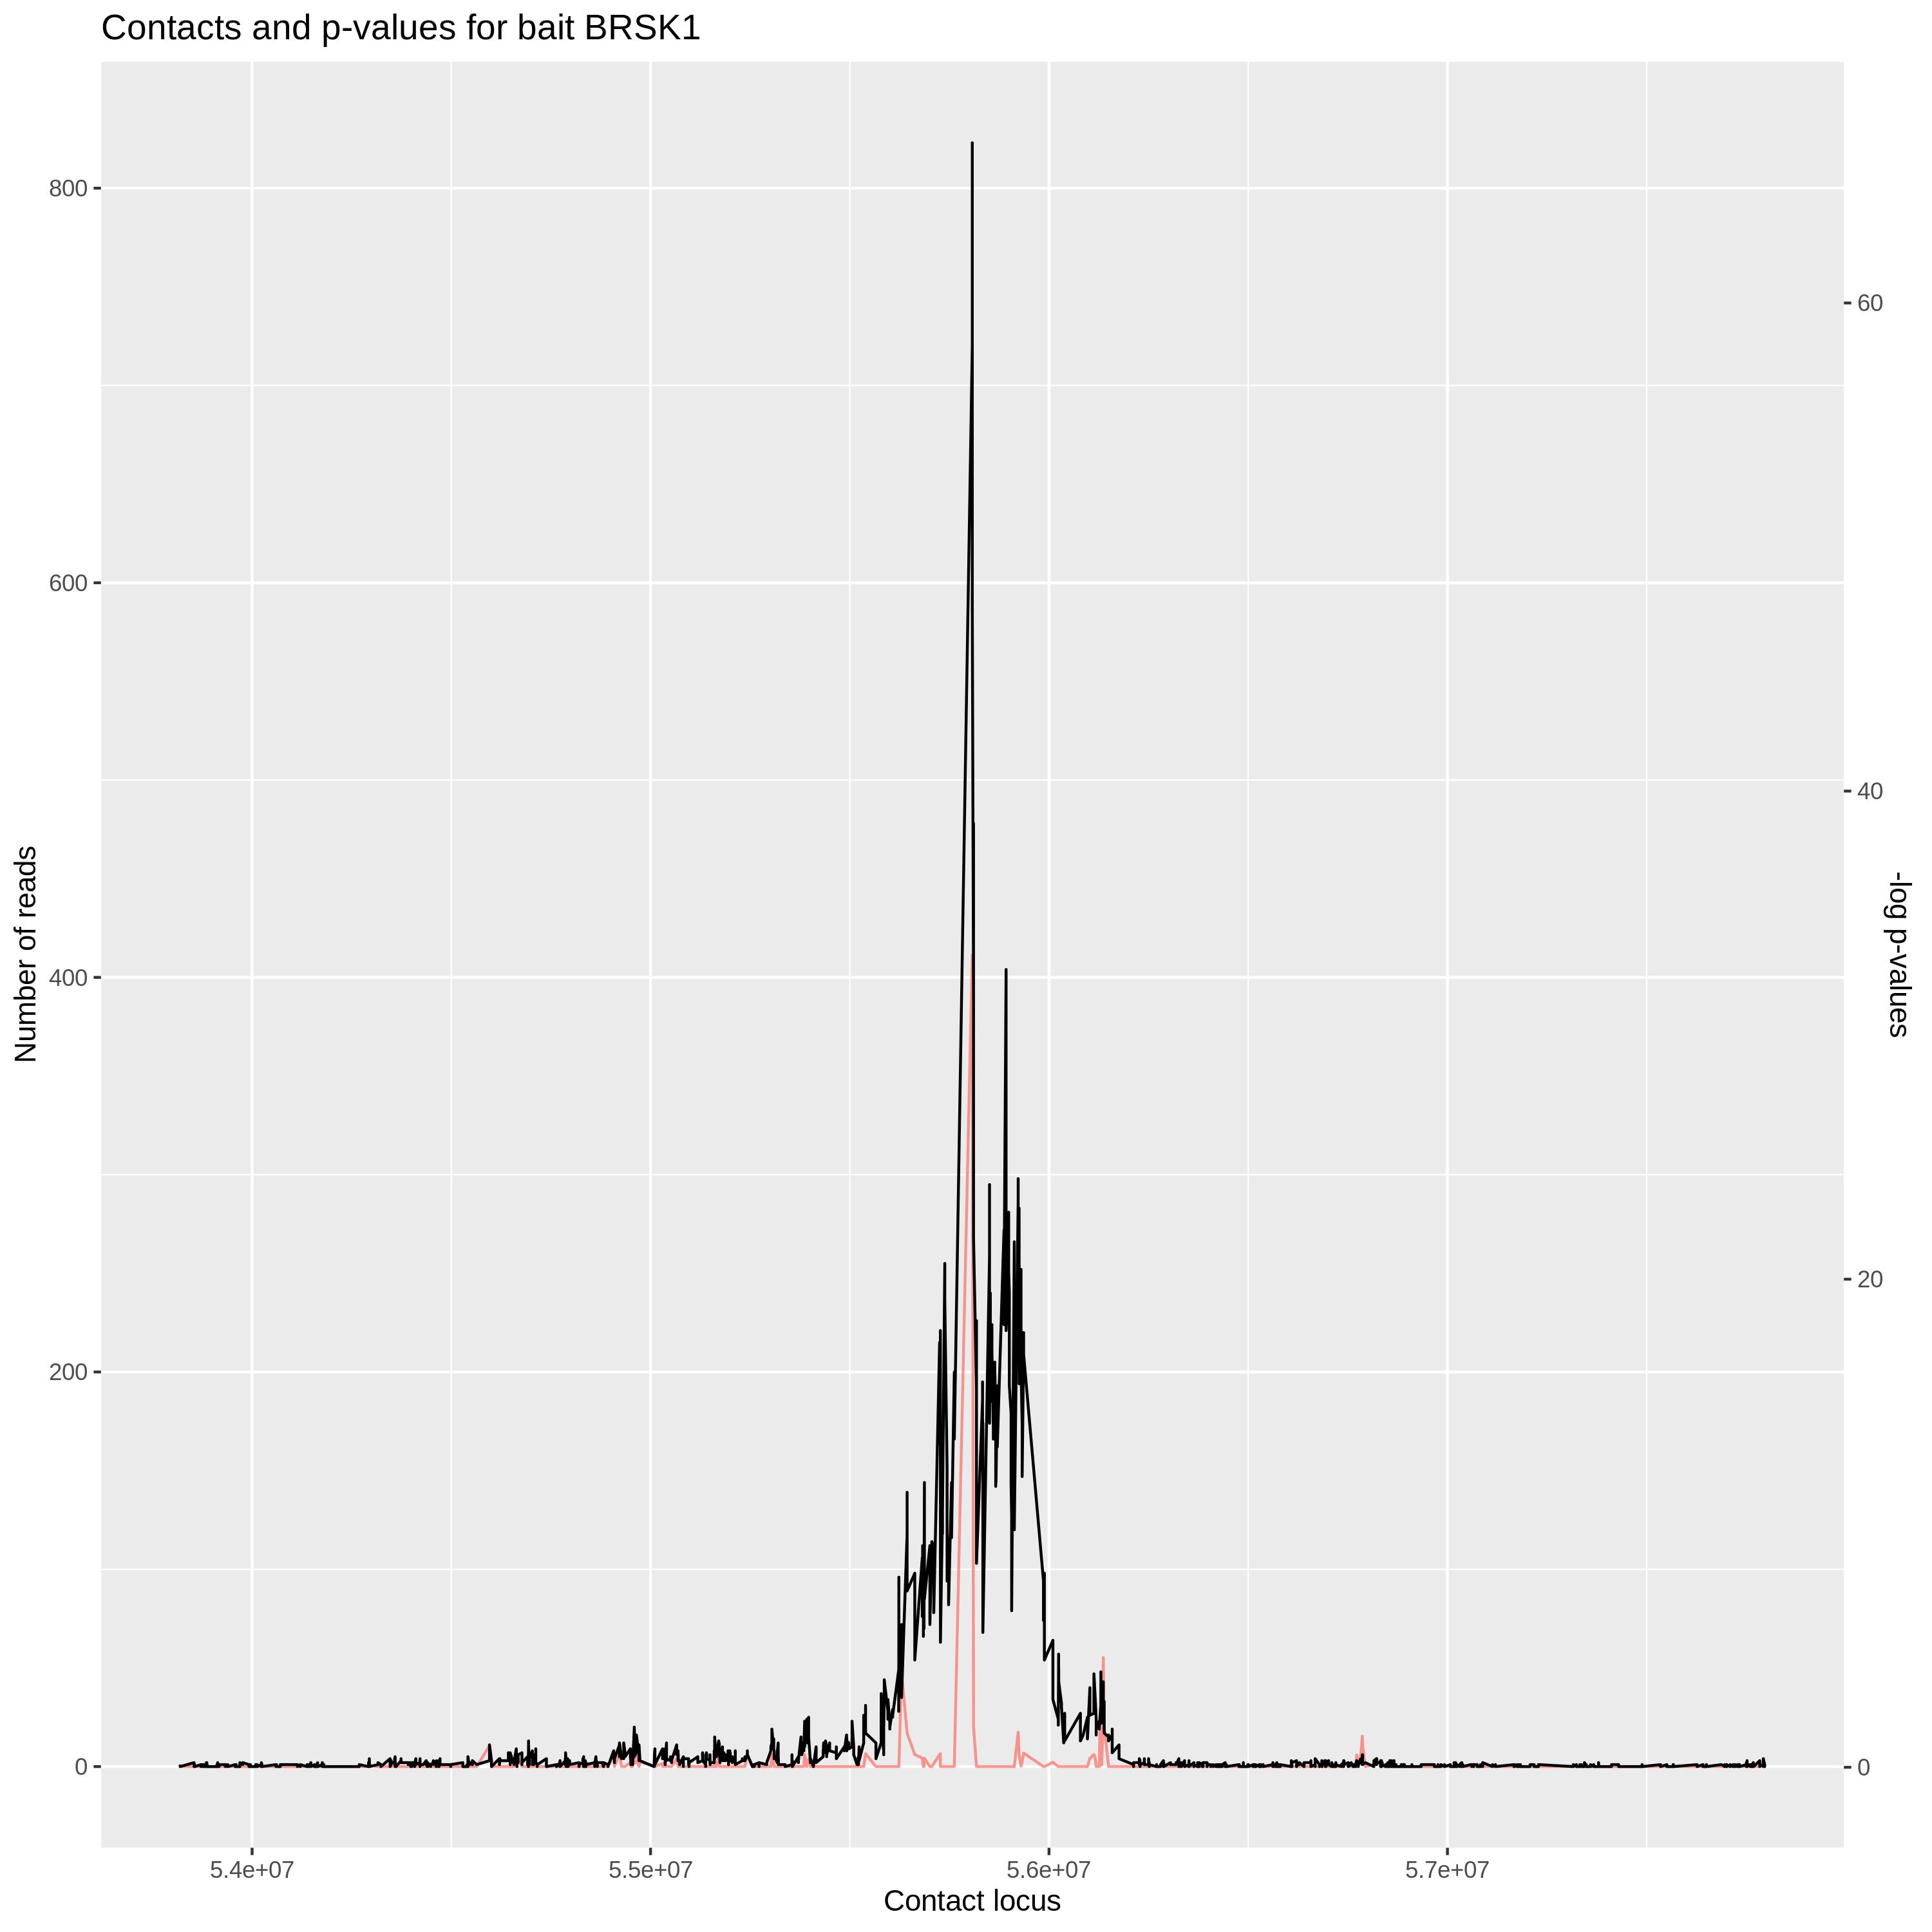 Contacts and p-values for bait BRSK1
800
600
400
200
0
Number of reads
60
40
20
0
-log p-values
5.4e+07
5.5e+07
5.6e+07
5.7e+07
Contact locus